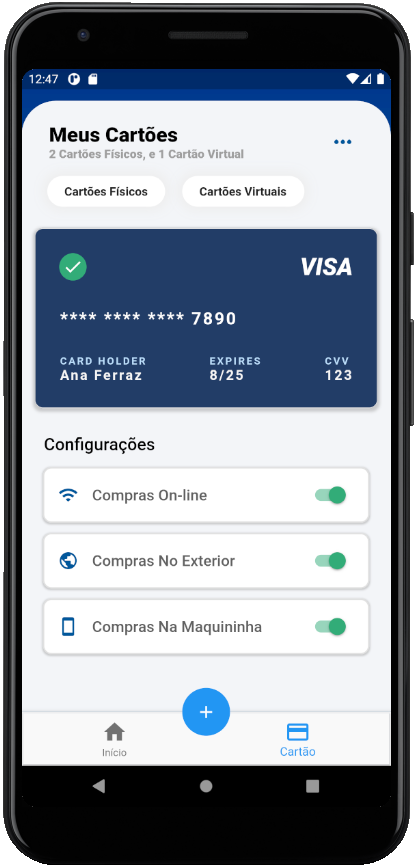 12:47
Meus Cartões
2 Cartões Físicos, e 1 Cartão Virtual
Cartões Físicos Cartões Virtuais
VISA
**** **** **** 7890
CARD HOLDER EXPIRES CVV
Ana Ferraz 8/25 123
Configurações
Compras On-line
Compras No Exterior
Compras Na Maquininha
Início Cartão